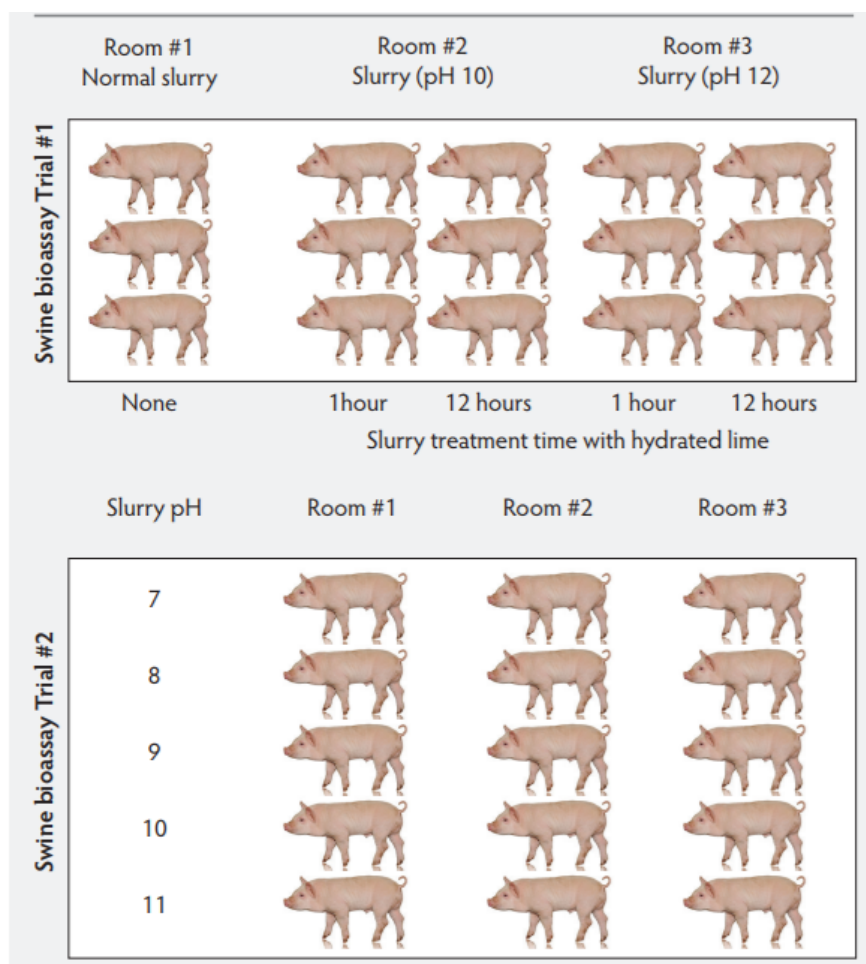 Room #1
Normal slurry
Room #2
Slurry (pH 10)
Room #3
Slurry (pH 12)
Swine bioassay Trial #1
None
1hour
12 hours
1 hour
12 hours
Slurry treatment time with hydrated lime
Slurry pH
Room #1
Room #2
Room #3
Swine bioassay Trial #2
7
8
9
10
11